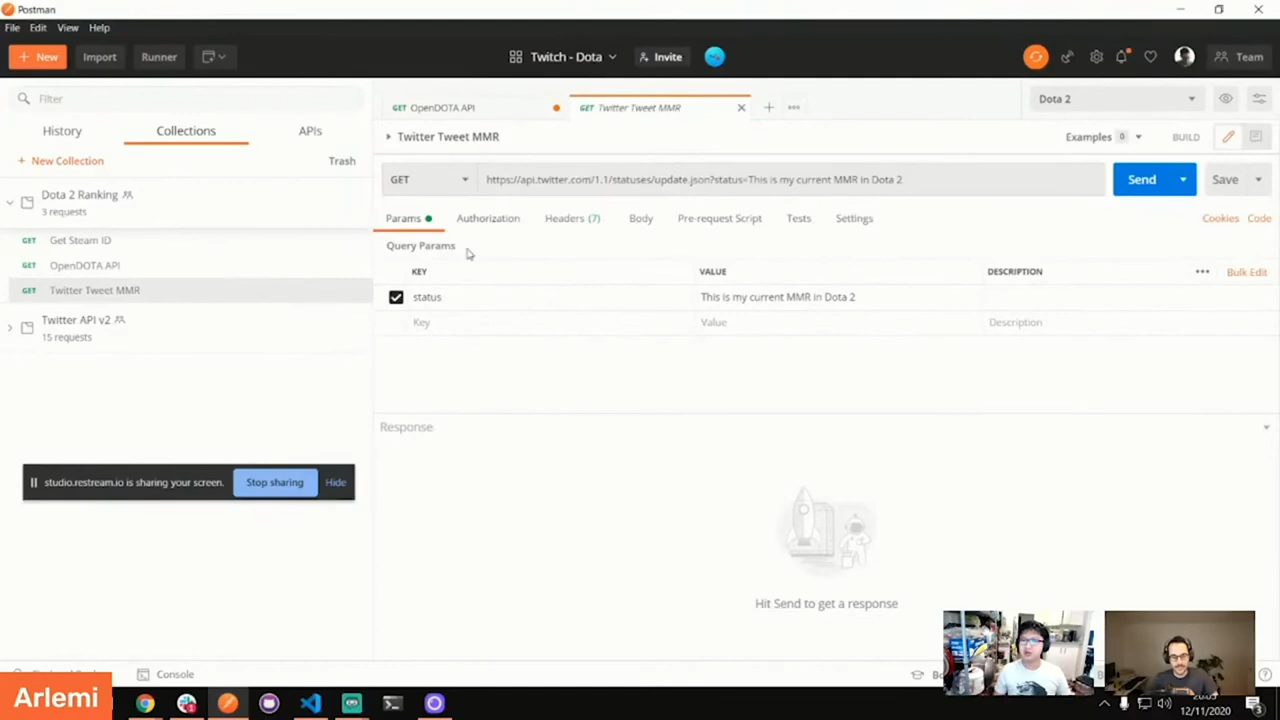 Postman
File Edit View Help
+ New Import Runner Twitch - Dota Invite Team
Filter
History Collections APIs
+ New Collection Trash
Dota 2 Ranking
3 requests
GET Get Steam ID
GET OpenDOTA API
GET Twitter Tweet MMR
Twitter API v2
15 requests
GET OpenDOTA API GET Twitter Tweet MMR Dota 2
Twitter Tweet MMR Examples 0 BUILD
GET https://api.twitter.com/1.1/statuses/update.json?status=This is my current MMR in Dota 2 Send Save
Params Authorization Headers (7) Body Pre-request Script Tests Settings Cookies Code
Query Params
KEY VALUE DESCRIPTION Bulk Edit
status This is my current MMR in Dota 2
Key Value Description
Response
studio.restream.io is sharing your screen. Stop sharing Hide
Hit Send to get a response
Console
Arlemi
12/11/2020
3